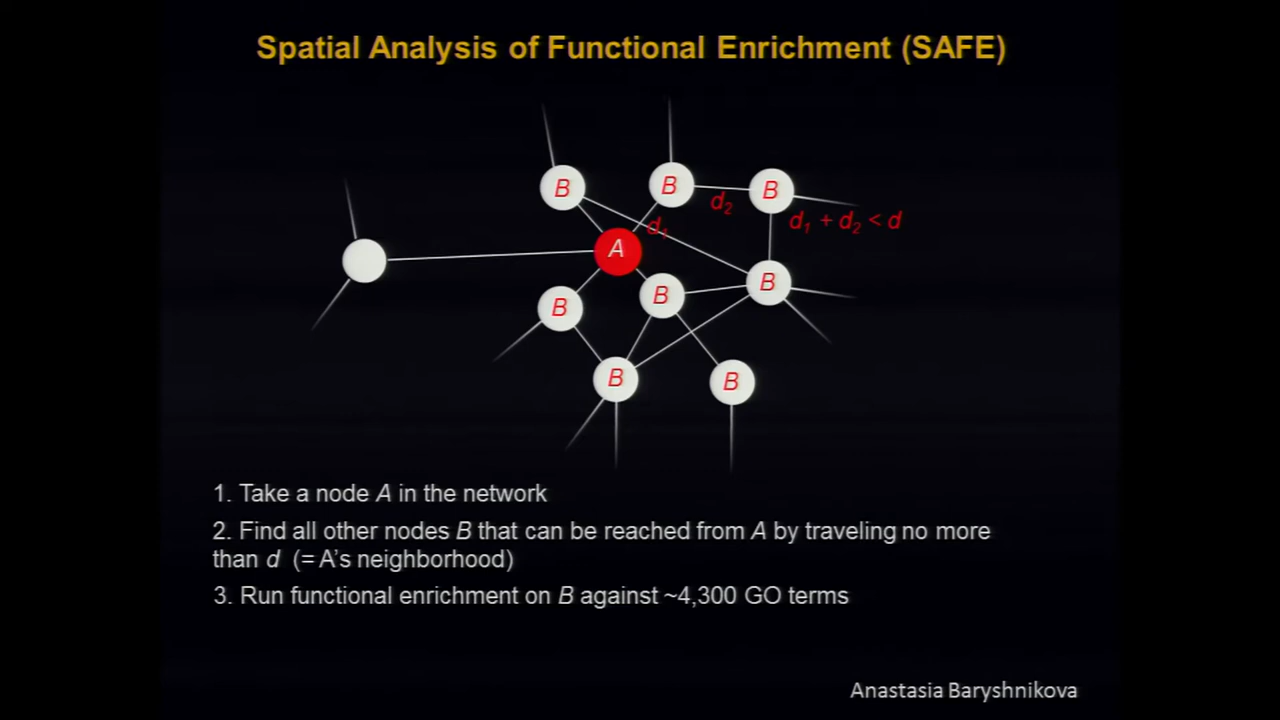 Spatial Analysis of Functional Enrichment (SAFE)
B
B
B
d₂
d₁
d₁ + d₂ < d
A
B
B
B
B
B
1. Take a node A in the network
2. Find all other nodes B that can be reached from A by traveling no more
than d (= A's neighborhood)
3. Run functional enrichment on B against ~4,300 GO terms
Anastasia Baryshnikova